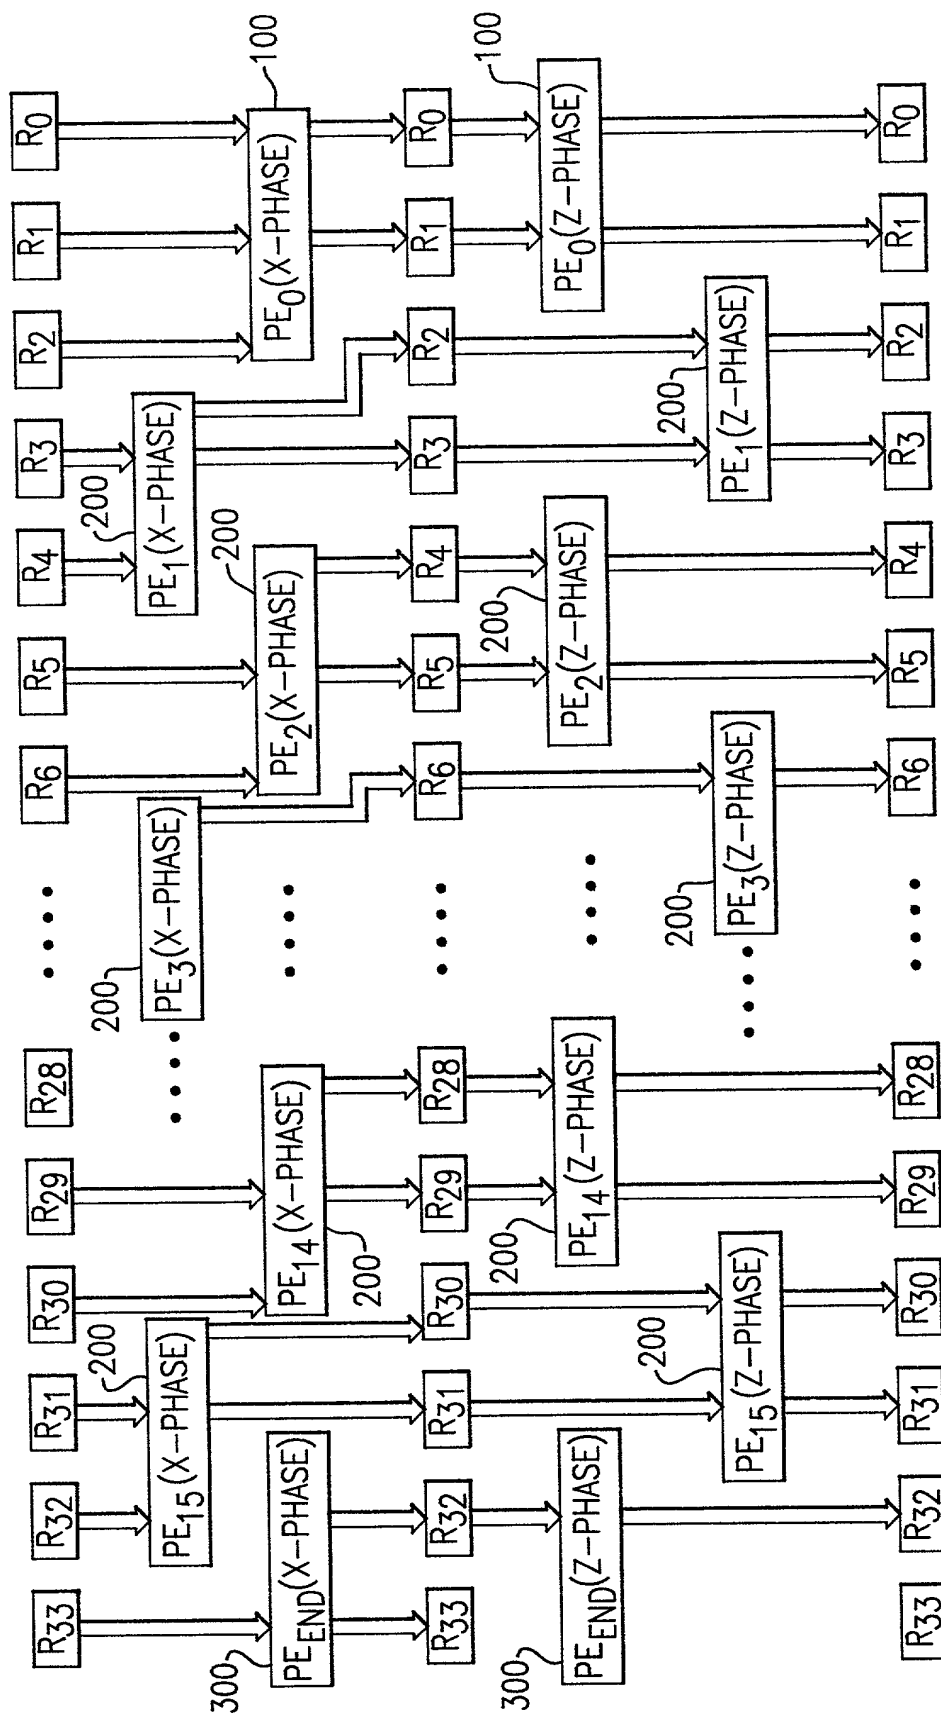 R33 R32 R31 R30 R29 R28 .... R6 R5 R4 R3 R2 R1 R0
200 200 200
PE15(X-PHASE) .... PE3(X-PHASE) PE1(X-PHASE)
300 200 100
PEEND(X-PHASE) PE14(X-PHASE) .... PE2(X-PHASE) PE0(X-PHASE)
200
R33 R32 R31 R30 R29 R28 .... R6 R5 R4 R3 R2 R1 R0
300 200 200 100
PEEND(Z-PHASE) PE14(Z-PHASE) .... PE2(Z-PHASE) PE0(Z-PHASE)
200 200 200
PE15(Z-PHASE) .... PE3(Z-PHASE) PE1(Z-PHASE)
R33 R32 R31 R30 R29 R28 .... R6 R5 R4 R3 R2 R1 R0